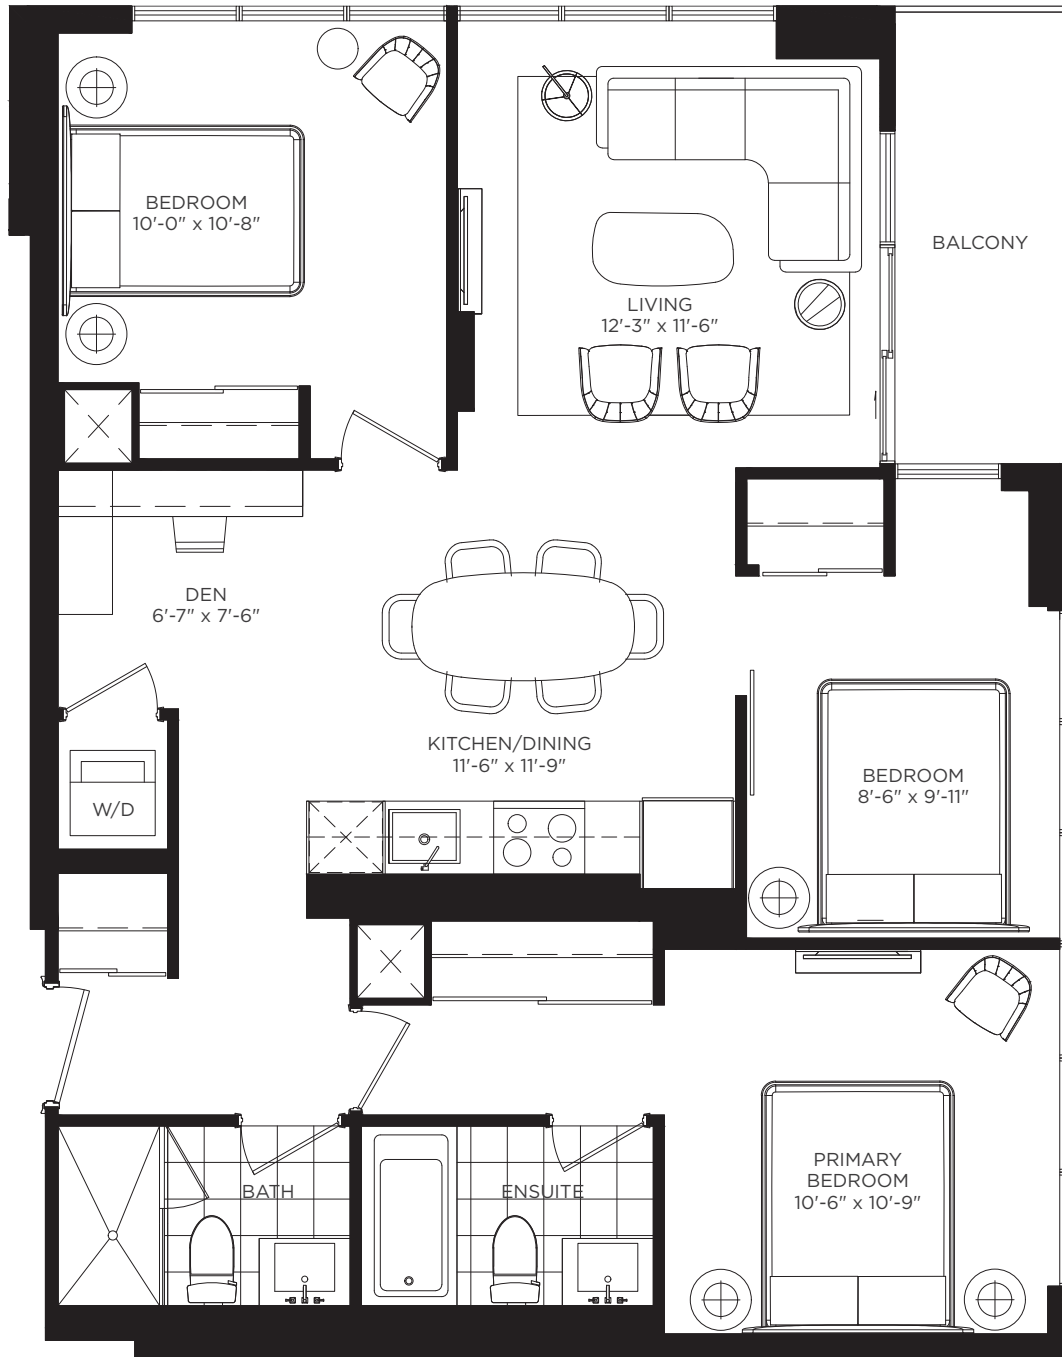 BEDROOM
10'-0" x 10'-8"
BALCONY
LIVING
12'-3" x 11'-6"
DEN
6'-7" x 7'-6"
KITCHEN/DINING
11'-6" x 11'-9"
BEDROOM
8'-6" x 9'-11"
W/D
PRIMARY
BEDROOM
10'-6" x 10'-9"
BATH
ENSUITE